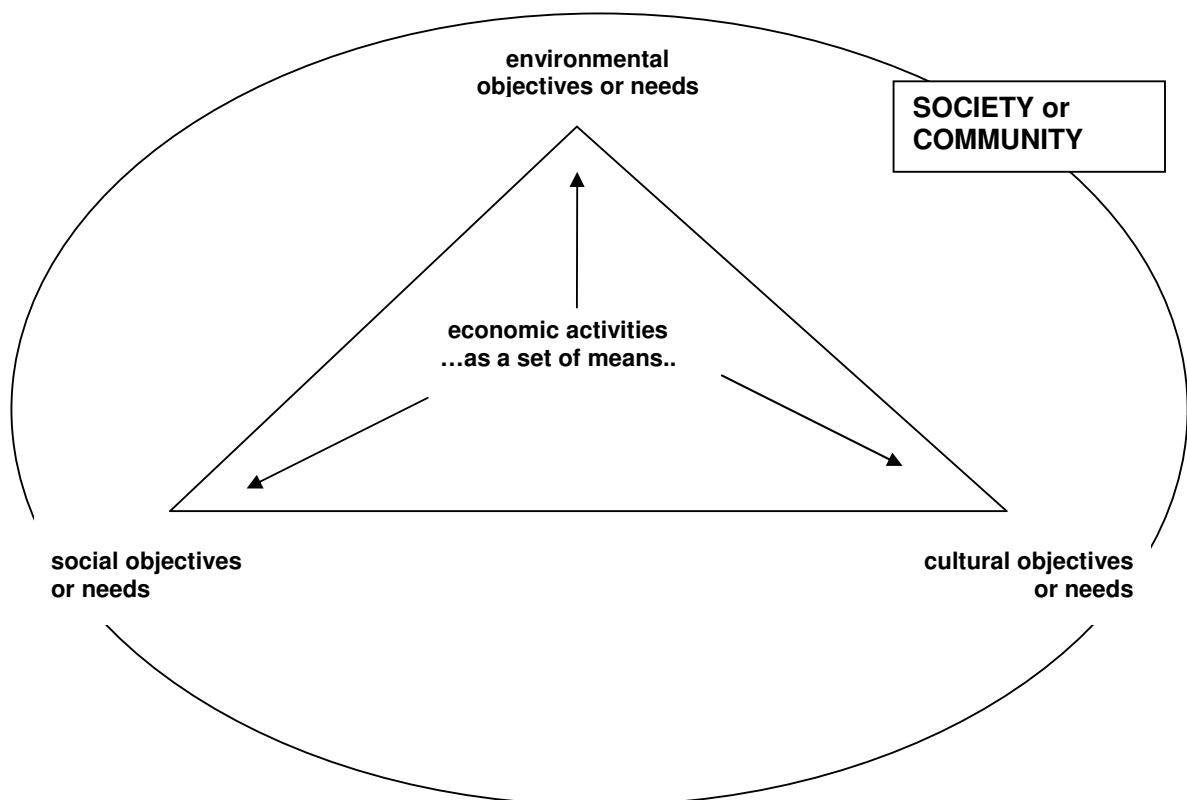 environmental
objectives or needs
SOCIETY or
COMMUNITY
economic activities
…as a set of means..
social objectives
or needs
cultural objectives
or needs